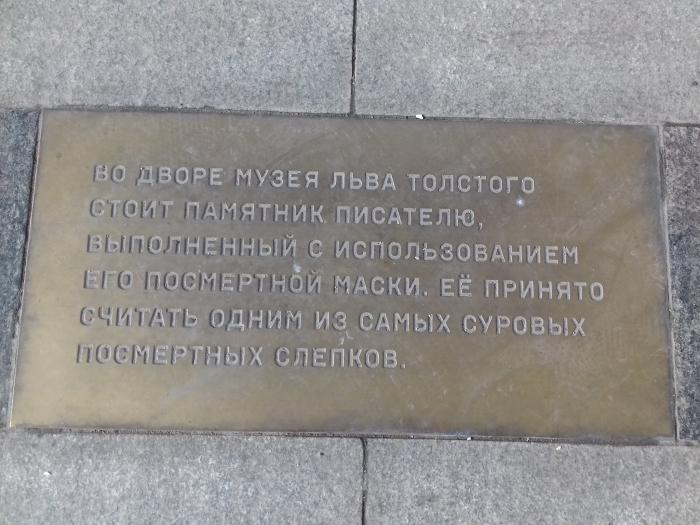 ВО ДВОРЕ МУЗЕЯ ЛЬВА ТОЛСТОГО
СТОИТ ПАМЯТНИК ПИСАТЕЛЮ,
ВЫПОЛНЕННЫЙ С ИСПОЛЬЗОВАНИЕМ
ЕГО ПОСМЕРТНОЙ МАСКИ. ЕЁ ПРИНЯТО
СЧИТАТЬ ОДНИМ ИЗ САМЫХ СУРОВЫХ
ПОСМЕРТНЫХ СЛЕПКОВ.